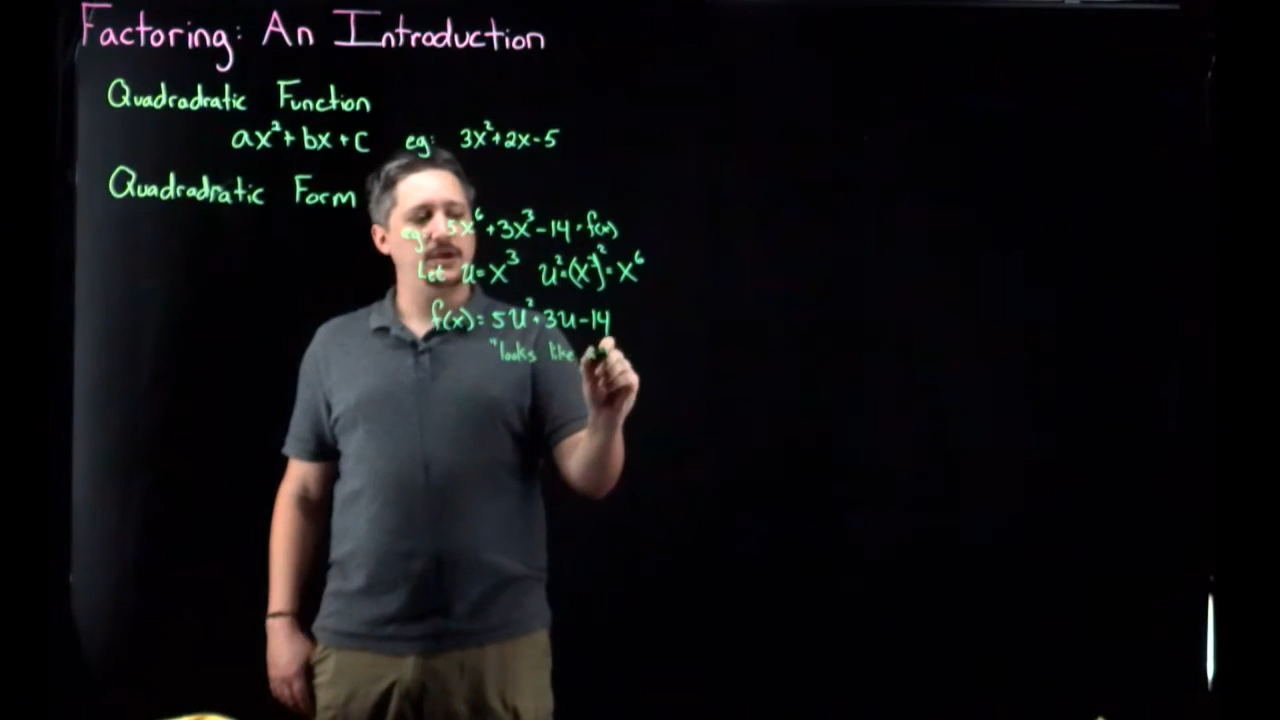 Factoring: An Introduction
Quadradratic Function
ax²+bx+c eg: 3x²+2x-5
Quadradratic Form
eg: 5x⁶+3x³-14=f(x)
Let u=x³ u²=(x³)²=x⁶
f(x)=5u²+3u-14
"looks like